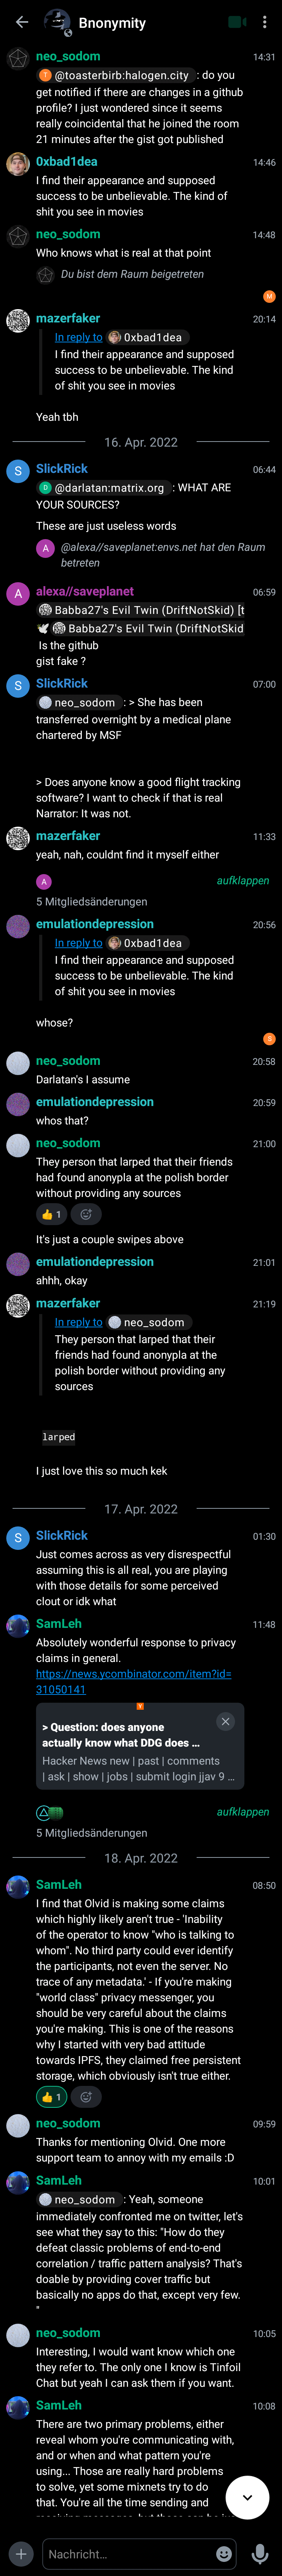 Bnonymity
neo_sodom 14:31
T @toasterbirb:halogen.city : do you
get notified if there are changes in a github
profile? I just wondered since it seems
really coincidental that he joined the room
21 minutes after the gist got published
0xbad1dea 14:46
I find their appearance and supposed
success to be unbelievable. The kind of
shit you see in movies
neo_sodom 14:48
Who knows what is real at that point
Du bist dem Raum beigetreten
M
mazerfaker 20:14
In reply to 0xbad1dea
I find their appearance and supposed
success to be unbelievable. The kind
of shit you see in movies
Yeah tbh
16. Apr. 2022
S SlickRick 06:44
D @darlatan:matrix.org : WHAT ARE
YOUR SOURCES?
These are just useless words
A @alexa//saveplanet:envs.net hat den Raum
betreten
A alexa//saveplanet 06:59
Babba27's Evil Twin (DriftNotSkid) [t
🕊 Babba27's Evil Twin (DriftNotSkid
Is the github
gist fake ?
S SlickRick 07:00
neo_sodom : > She has been
transferred overnight by a medical plane
chartered by MSF
> Does anyone know a good flight tracking
software? I want to check if that is real
Narrator: It was not.
mazerfaker 11:33
yeah, nah, couldnt find it myself either
A aufklappen
5 Mitgliedsänderungen
emulationdepression 20:56
In reply to 0xbad1dea
I find their appearance and supposed
success to be unbelievable. The kind
of shit you see in movies
whose?
S
neo_sodom 20:58
Darlatan's I assume
emulationdepression 20:59
whos that?
neo_sodom 21:00
They person that larped that their friends
had found anonypla at the polish border
without providing any sources
👍 1
It's just a couple swipes above
emulationdepression 21:01
ahhh, okay
mazerfaker 21:19
In reply to neo_sodom
They person that larped that their
friends had found anonypla at the
polish border without providing any
sources
larped
I just love this so much kek
17. Apr. 2022
S SlickRick 01:30
Just comes across as very disrespectful
assuming this is all real, you are playing
with those details for some perceived
clout or idk what
SamLeh 11:48
Absolutely wonderful response to privacy
claims in general.
https://news.ycombinator.com/item?id=
31050141
Y
> Question: does anyone
actually know what DDG does ...
Hacker News new | past | comments
| ask | show | jobs | submit login jjav 9 ...
aufklappen
5 Mitgliedsänderungen
18. Apr. 2022
SamLeh 08:50
I find that Olvid is making some claims
which highly likely aren't true - 'Inability
of the operator to know "who is talking to
whom". No third party could ever identify
the participants, not even the server. No
trace of any metadata.' - If you're making
"world class" privacy messenger, you
should be very careful about the claims
you're making. This is one of the reasons
why I started with very bad attitude
towards IPFS, they claimed free persistent
storage, which obviously isn't true either.
👍 1
neo_sodom 09:59
Thanks for mentioning Olvid. One more
support team to annoy with my emails :D
SamLeh 10:01
neo_sodom : Yeah, someone
immediately confronted me on twitter, let's
see what they say to this: "How do they
defeat classic problems of end-to-end
correlation / traffic pattern analysis? That's
doable by providing cover traffic but
basically no apps do that, except very few.
"
neo_sodom 10:05
Interesting, I would want know which one
they refer to. The only one I know is Tinfoil
Chat but yeah I can ask them if you want.
SamLeh 10:08
There are two primary problems, either
reveal whom you're communicating with,
and or when and what pattern you're
using... Those are really hard problems
to solve, yet some mixnets try to do
that. You're all the time sending and
Nachricht...